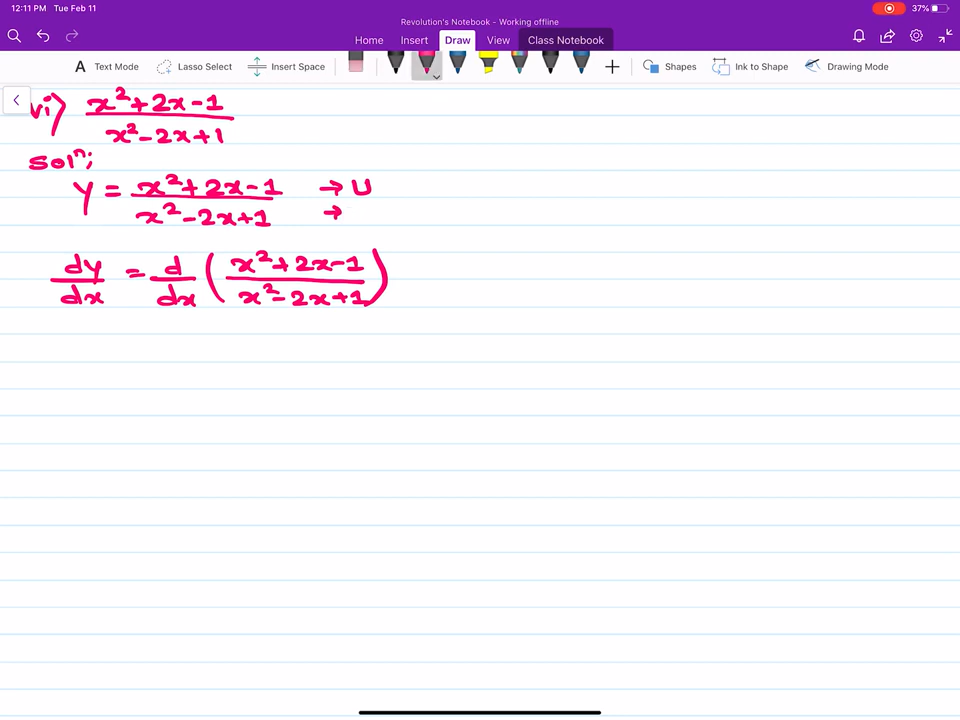 12:11 PM Tue Feb 11 37%
Revolution's Notebook - Working offline
Home Insert Draw View Class Notebook
A Text Mode Lasso Select Insert Space + Shapes Ink to Shape Drawing Mode
vi) x²+2x-1
x²-2x+1
solⁿ;
y = x²+2x-1 → U
x²-2x+1 →
dy/dx = d/dx (x²+2x-1 / x²-2x+1)